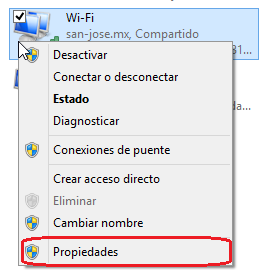 Wi-Fi
san-jose.mx, Compartido
Desactivar
Conectar o desconectar
Estado
Diagnosticar
Conexiones de puente
Crear acceso directo
Eliminar
Cambiar nombre
Propiedades